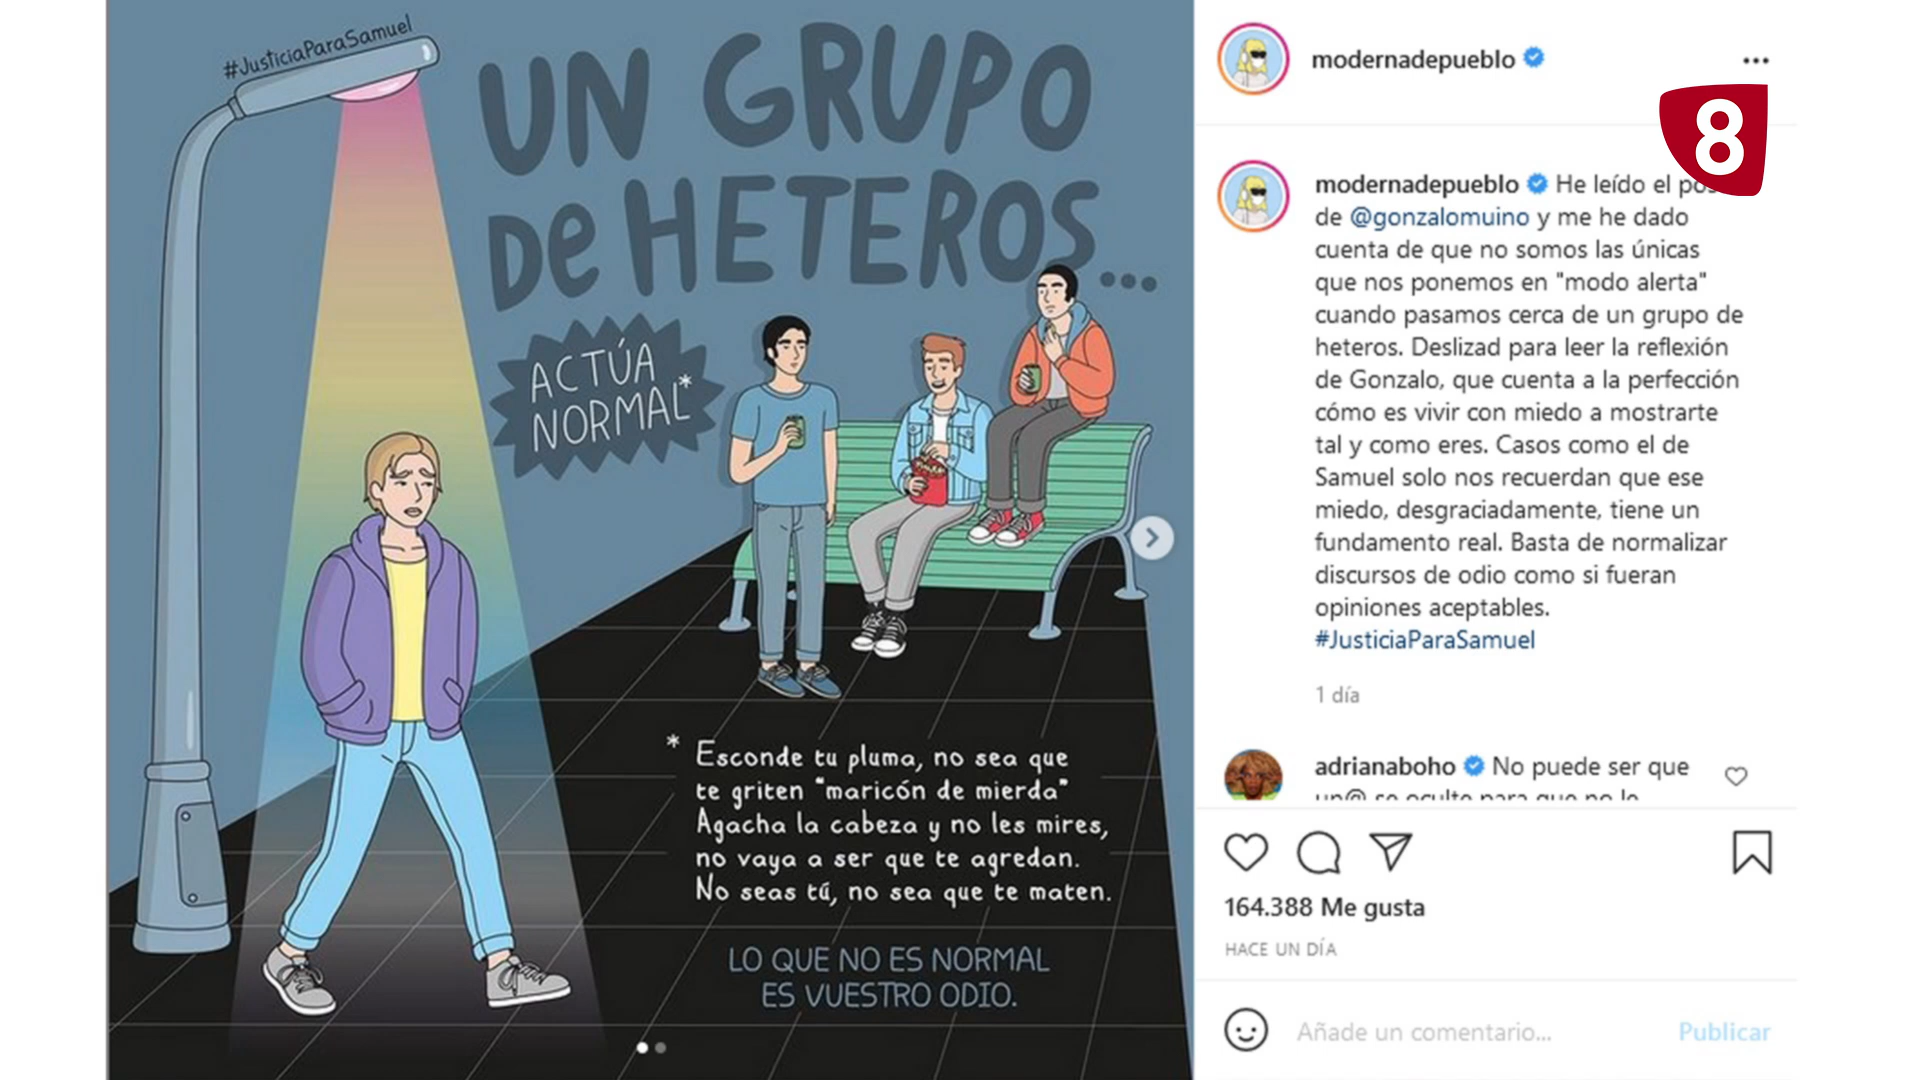 #JusticiaParaSamuel
UN GRUPO
De HETEROS...
ACTÚA
NORMAL*
* Esconde tu pluma, no sea que
te griten "maricón de mierda"
Agacha la cabeza y no les mires,
no vaya a ser que te agredan.
No seas tú, no sea que te maten.
LO QUE NO ES NORMAL
ES VUESTRO ODIO.
modernadepueblo
8
modernadepueblo He leído el
de @gonzalomuino y me he dado
cuenta de que no somos las únicas
que nos ponemos en "modo alerta"
cuando pasamos cerca de un grupo de
heteros. Deslizad para leer la reflexión
de Gonzalo, que cuenta a la perfección
cómo es vivir con miedo a mostrarte
tal y como eres. Casos como el de
Samuel solo nos recuerdan que ese
miedo, desgraciadamente, tiene un
fundamento real. Basta de normalizar
discursos de odio como si fueran
opiniones aceptables.
#JusticiaParaSamuel
1 día
adrianaboho No puede ser que
un@ se oculte para que no le
164.388 Me gusta
HACE UN DÍA
Añade un comentario...
Publicar